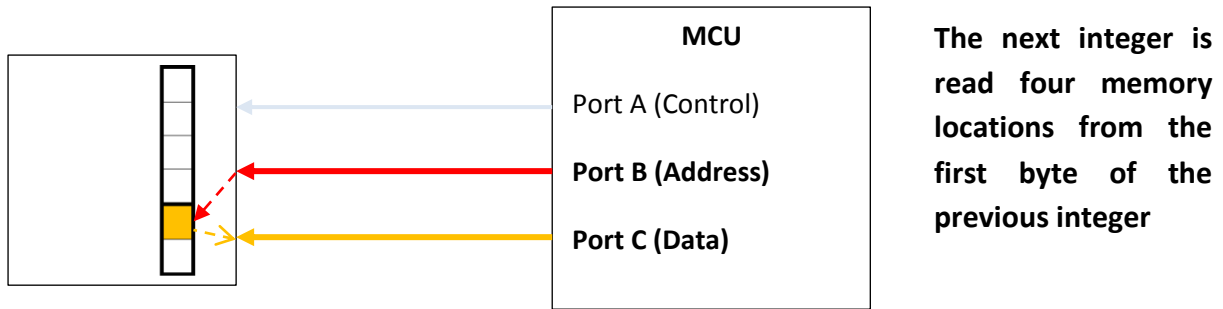 MCU
Port A (Control)
Port B (Address)
Port C (Data)
The next integer is
read four memory
locations from the
first byte of the
previous integer